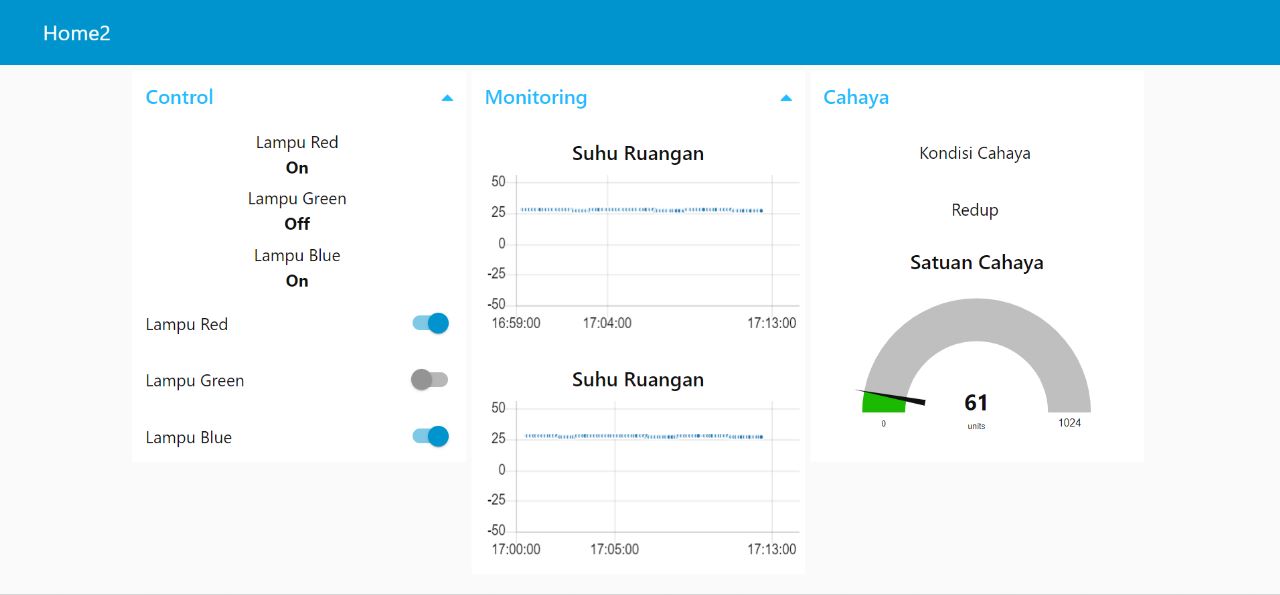 Home2
Control
Lampu Red
On
Lampu Green
Off
Lampu Blue
On
Lampu Red
Lampu Green
Lampu Blue
Monitoring
Suhu Ruangan
50
25
0
-25
-50
16:59:00 17:04:00 17:13:00
Suhu Ruangan
50
25
0
-25
-50
17:00:00 17:05:00 17:13:00
Cahaya
Kondisi Cahaya
Redup
Satuan Cahaya
61
units
0 1024